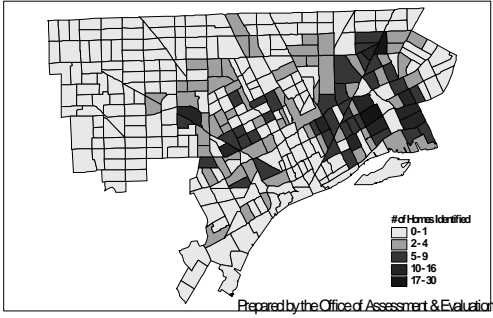 # of Homes Identified
0 - 1
2 - 4
5 - 9
10 - 16
17 - 30
Prepared by the Office of Assessment & Evaluation